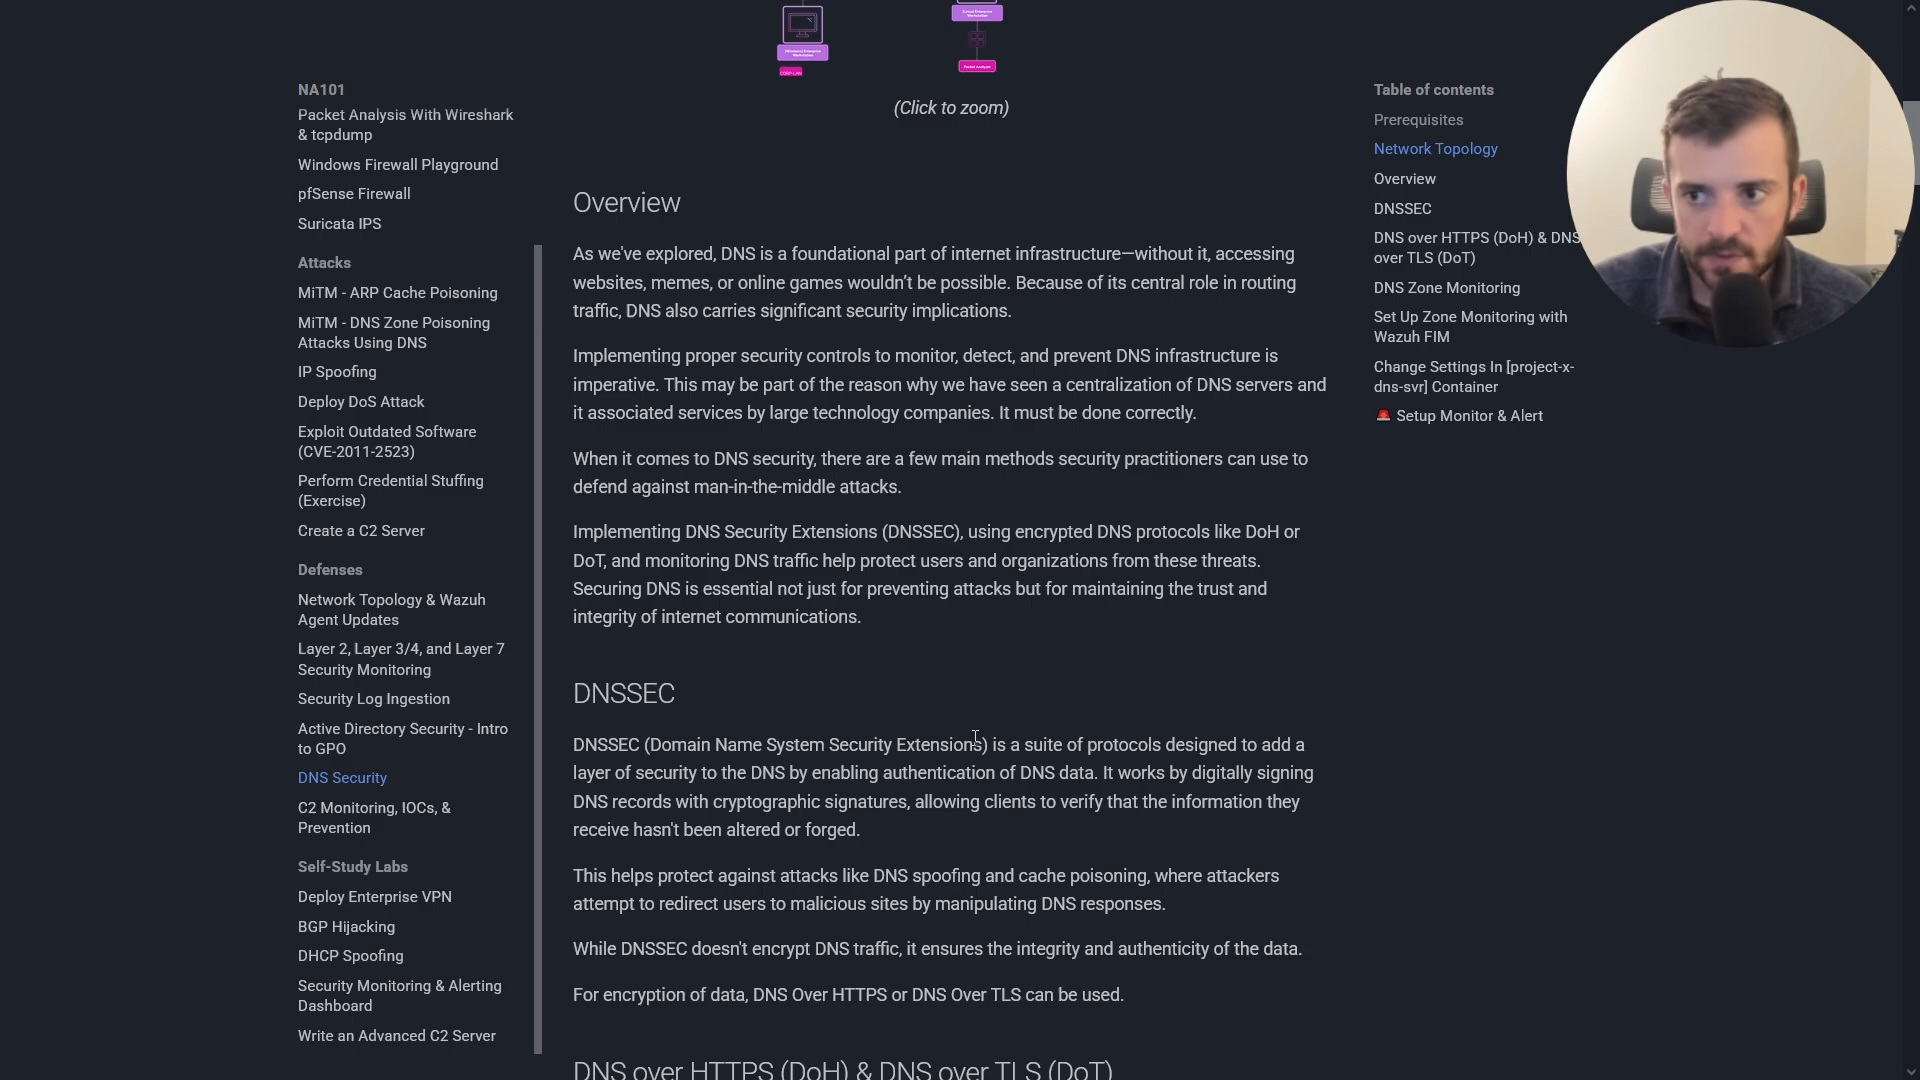 (Windows) Enterprise
Workstation
CORP LAN
(Linux) Enterprise
Workstation
Packet Analyzer
(Click to zoom)
NA101
Packet Analysis With Wireshark
& tcpdump
Windows Firewall Playground
pfSense Firewall
Suricata IPS
Attacks
MiTM - ARP Cache Poisoning
MiTM - DNS Zone Poisoning
Attacks Using DNS
IP Spoofing
Deploy DoS Attack
Exploit Outdated Software
(CVE-2011-2523)
Perform Credential Stuffing
(Exercise)
Create a C2 Server
Defenses
Network Topology & Wazuh
Agent Updates
Layer 2, Layer 3/4, and Layer 7
Security Monitoring
Security Log Ingestion
Active Directory Security - Intro
to GPO
DNS Security
C2 Monitoring, IOCs, &
Prevention
Self-Study Labs
Deploy Enterprise VPN
BGP Hijacking
DHCP Spoofing
Security Monitoring & Alerting
Dashboard
Write an Advanced C2 Server
Overview
As we've explored, DNS is a foundational part of internet infrastructure—without it, accessing
websites, memes, or online games wouldn’t be possible. Because of its central role in routing
traffic, DNS also carries significant security implications.
Implementing proper security controls to monitor, detect, and prevent DNS infrastructure is
imperative. This may be part of the reason why we have seen a centralization of DNS servers and
it associated services by large technology companies. It must be done correctly.
When it comes to DNS security, there are a few main methods security practitioners can use to
defend against man-in-the-middle attacks.
Implementing DNS Security Extensions (DNSSEC), using encrypted DNS protocols like DoH or
DoT, and monitoring DNS traffic help protect users and organizations from these threats.
Securing DNS is essential not just for preventing attacks but for maintaining the trust and
integrity of internet communications.
DNSSEC
DNSSEC (Domain Name System Security Extensions) is a suite of protocols designed to add a
layer of security to the DNS by enabling authentication of DNS data. It works by digitally signing
DNS records with cryptographic signatures, allowing clients to verify that the information they
receive hasn't been altered or forged.
This helps protect against attacks like DNS spoofing and cache poisoning, where attackers
attempt to redirect users to malicious sites by manipulating DNS responses.
While DNSSEC doesn't encrypt DNS traffic, it ensures the integrity and authenticity of the data.
For encryption of data, DNS Over HTTPS or DNS Over TLS can be used.
DNS over HTTPS (DoH) & DNS over TLS (DoT)
Table of contents
Prerequisites
Network Topology
Overview
DNSSEC
DNS over HTTPS (DoH) & DNS
over TLS (DoT)
DNS Zone Monitoring
Set Up Zone Monitoring with
Wazuh FIM
Change Settings In [project-x-
dns-svr] Container
🚨 Setup Monitor & Alert